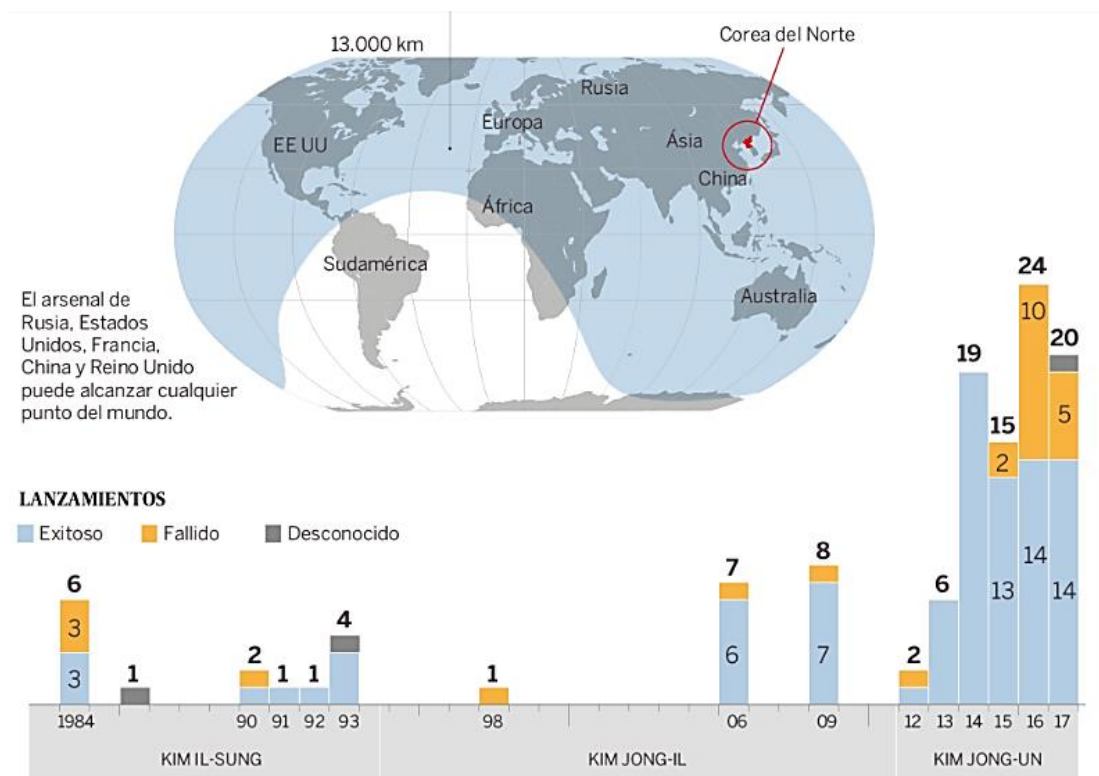 13.000 km
Corea del Norte
Rusia
Europa
EE UU
Ásia
China
África
Sudamérica
Australia
El arsenal de
Rusia, Estados
Unidos, Francia,
China y Reino Unido
puede alcanzar cualquier
punto del mundo.
LANZAMIENTOS
Exitoso Fallido Desconocido
24
10
20
19
5
15
2
14
14
13
6
3
3
1
2
1
1
4
1
7
6
8
7
2
6
1984 90 91 92 93 98 06 09 12 13 14 15 16 17
KIM IL-SUNG KIM JONG-IL KIM JONG-UN